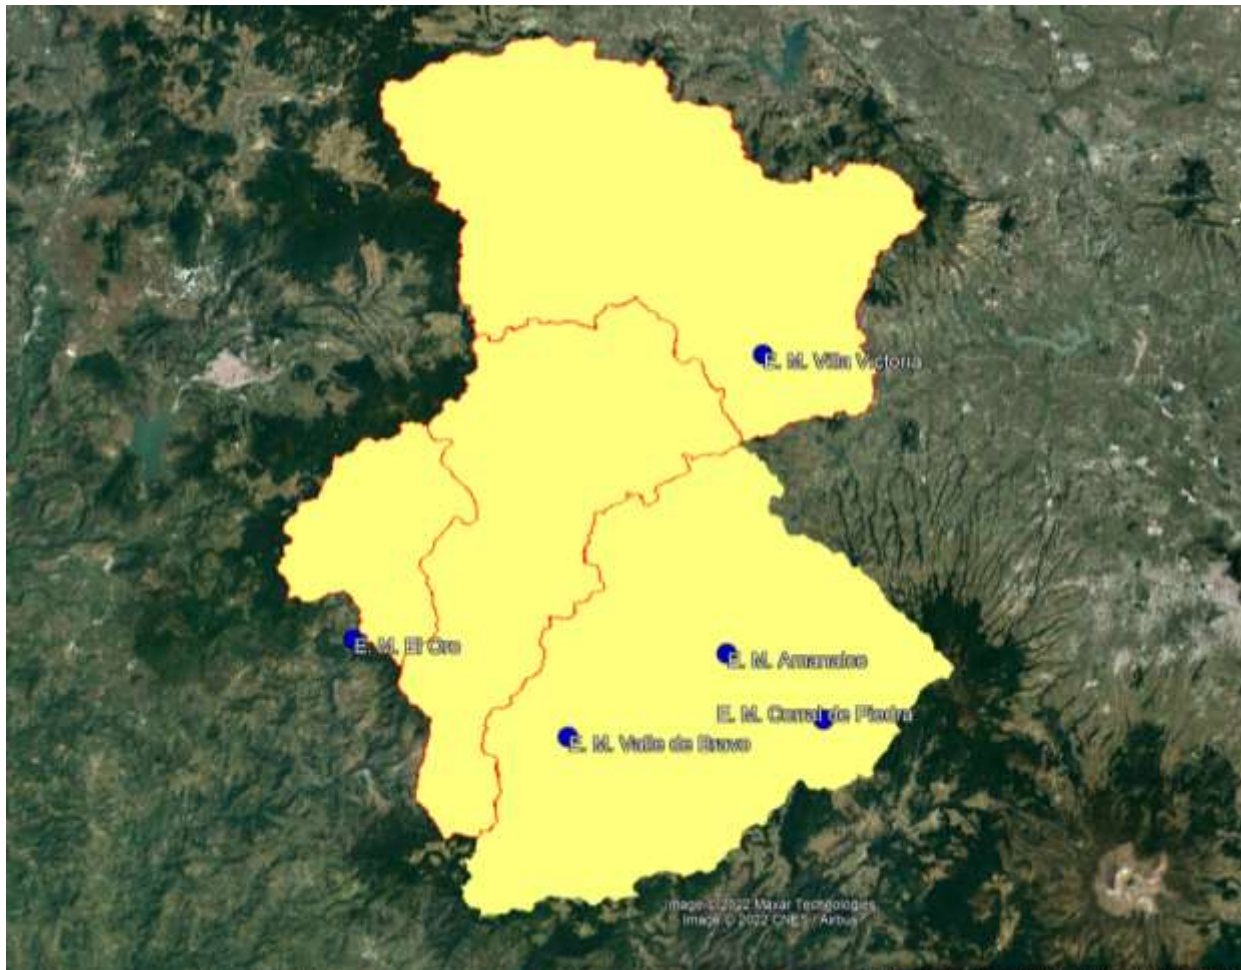 E. M. Villa Victoria
E. M. El Oro
E. M. Amanalco
E. M. Corral de Piedra
E. M. Valle de Bravo
Image © 2022 Maxar Technologies
Image © 2022 CNES / Airbus